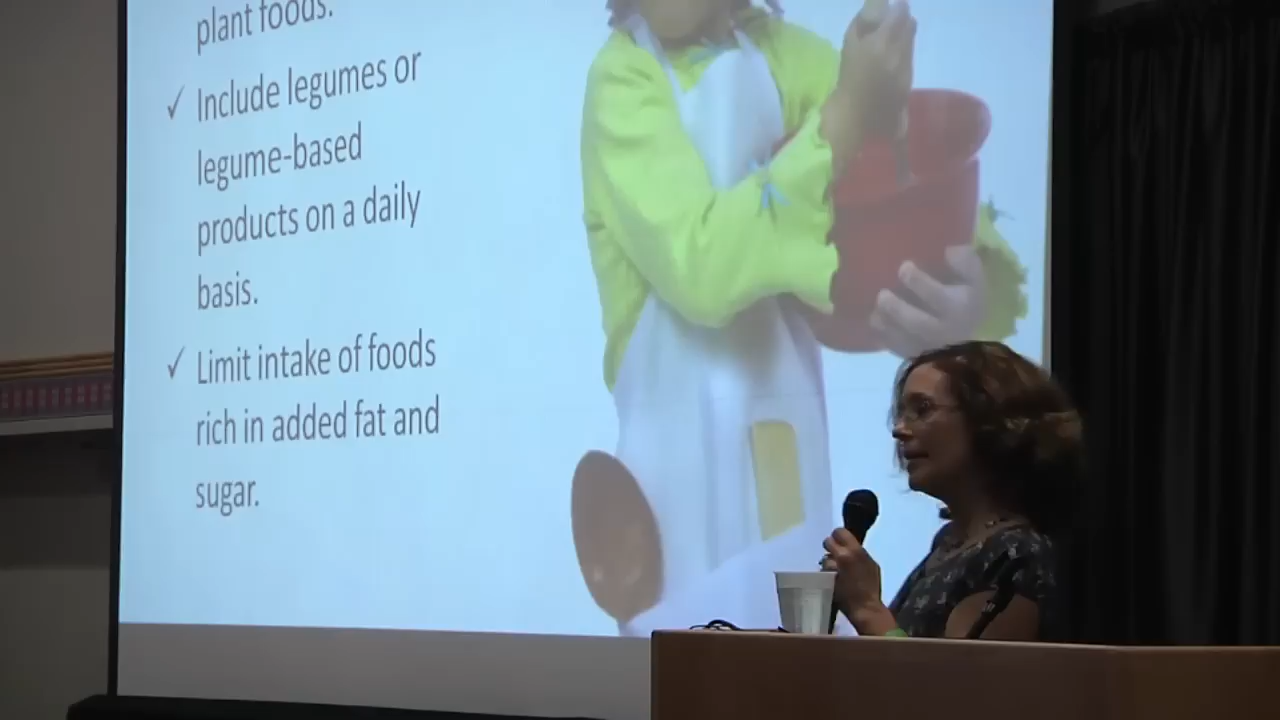 plant foods.
✓ Include legumes or
legume-based
products on a daily
basis.
✓ Limit intake of foods
rich in added fat and
sugar.